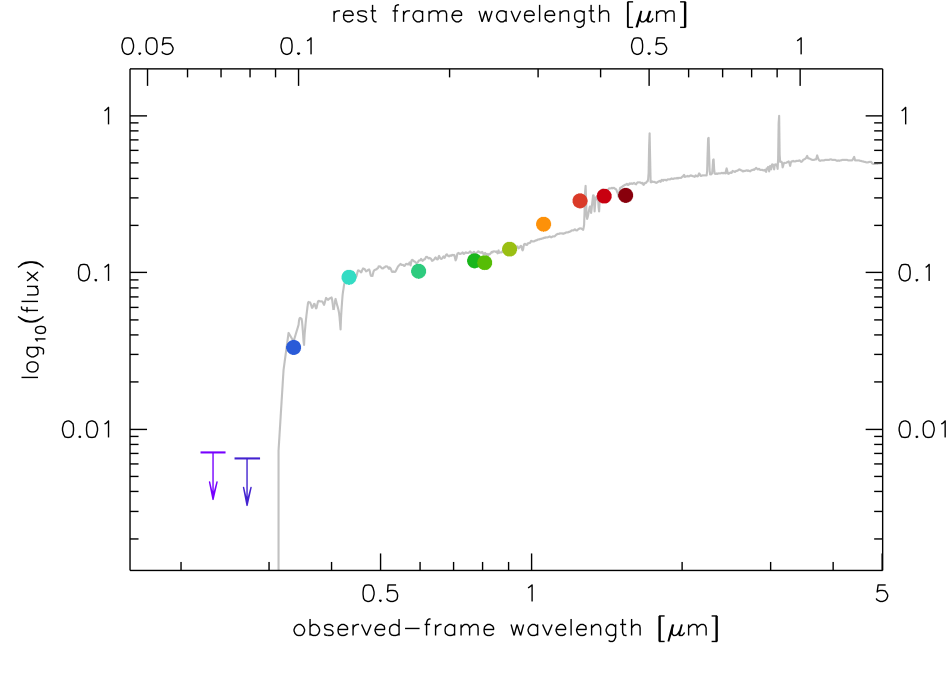 rest frame wavelength [μm]
0.05 0.1 0.5 1
1 1
0.1 0.1
0.01 0.01
log10(flux)
0.5 1 5
observed-frame wavelength [μm]